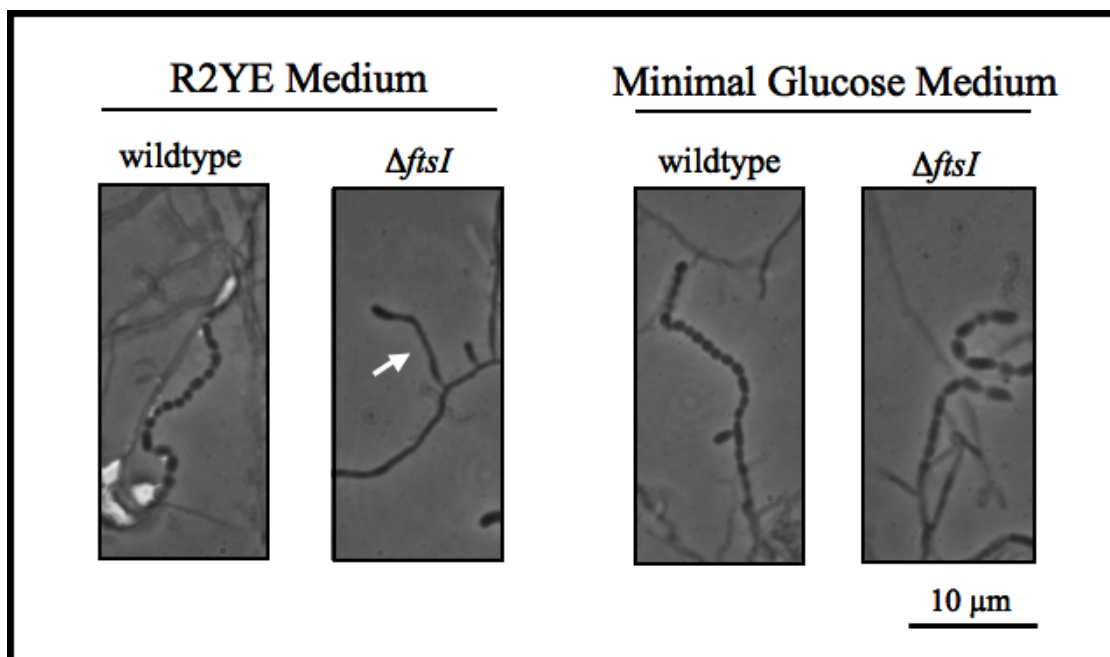 R2YE Medium
Minimal Glucose Medium
wildtype
ΔftsI
wildtype
ΔftsI
10 μm